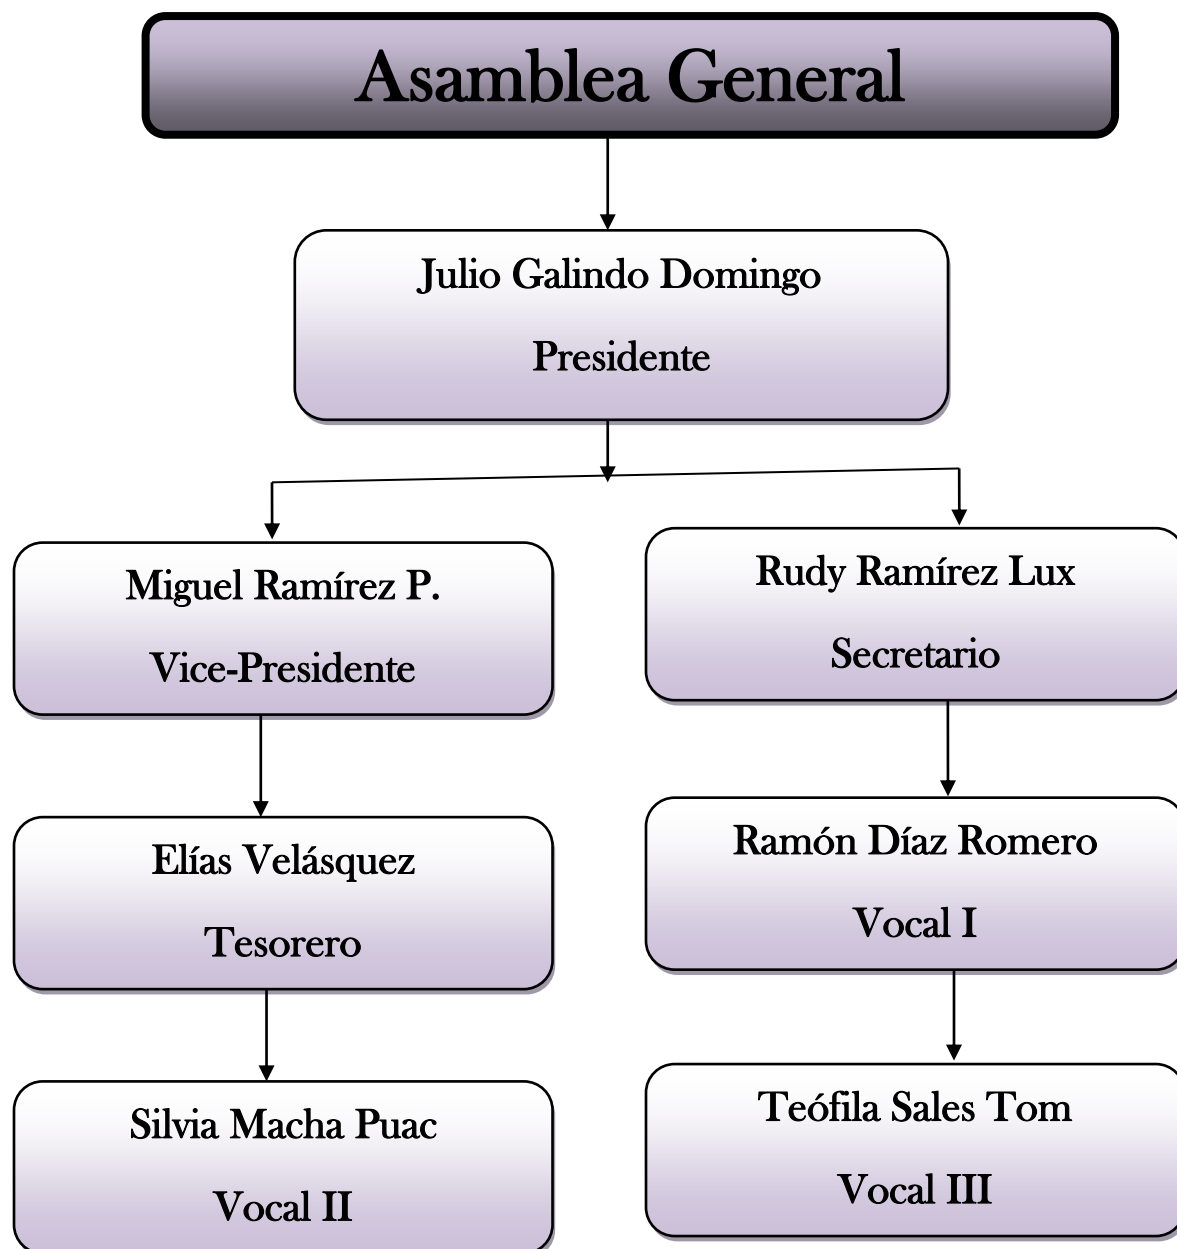 Asamblea General
Julio Galindo Domingo
Presidente
Miguel Ramírez P.
Vice-Presidente
Rudy Ramírez Lux
Secretario
Elías Velásquez
Tesorero
Ramón Díaz Romero
Vocal I
Silvia Macha Puac
Vocal II
Teófila Sales Tom
Vocal III